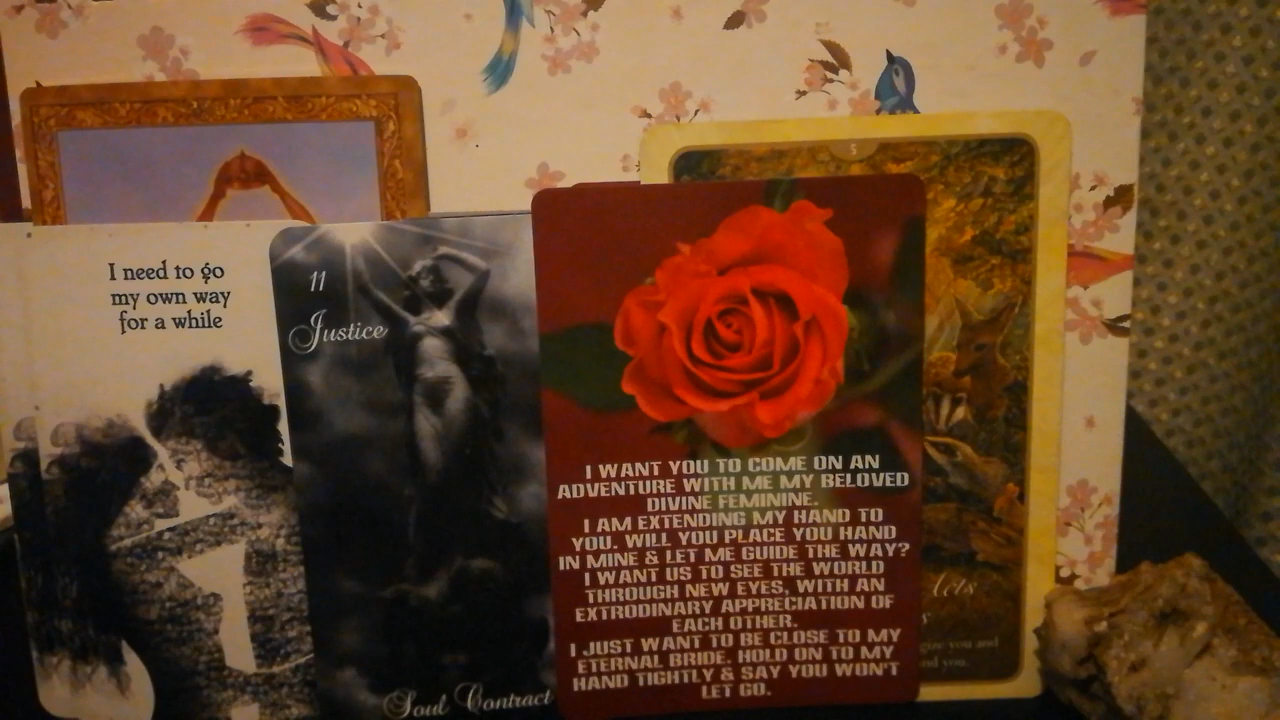 I need to go
my own way
for a while
11
Justice
Soul Contract
I WANT YOU TO COME ON AN
ADVENTURE WITH ME MY BELOVED
DIVINE FEMININE.
I AM EXTENDING MY HAND TO
YOU. WILL YOU PLACE YOU HAND
IN MINE & LET ME GUIDE THE WAY?
I WANT US TO SEE THE WORLD
THROUGH NEW EYES, WITH AN
EXTRODINARY APPRECIATION OF
EACH OTHER.
I JUST WANT TO BE CLOSE TO MY
ETERNAL BRIDE. HOLD ON TO MY
HAND TIGHTLY & SAY YOU WON'T
LET GO.
5
you and
you.